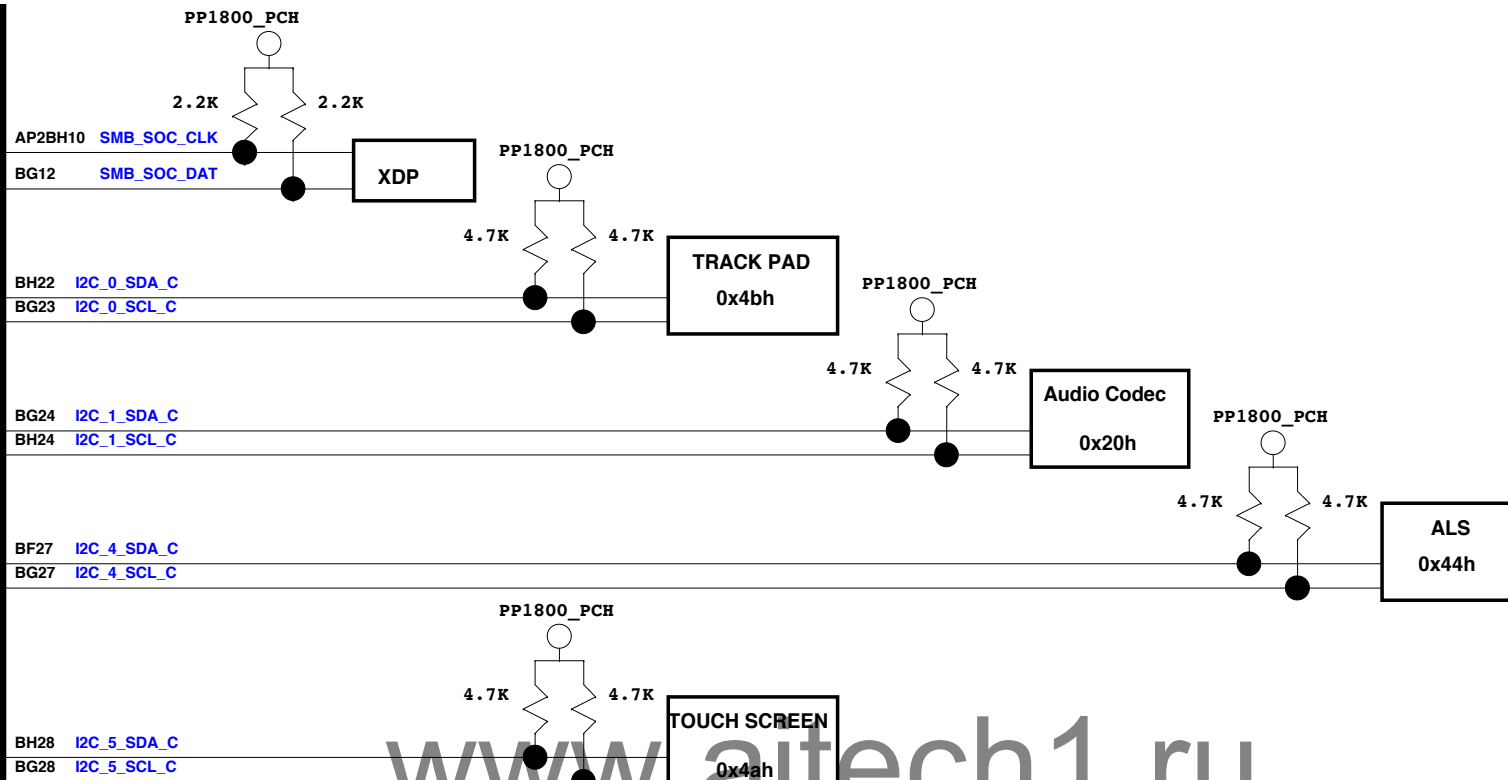 PP1800_PCH
2.2K 2.2K
AP2BH10 SMB_SOC_CLK
BG12 SMB_SOC_DAT
XDP
PP1800_PCH
4.7K 4.7K
BH22 I2C_0_SDA_C
BG23 I2C_0_SCL_C
TRACK PAD
0x4bh
PP1800_PCH
4.7K 4.7K
BG24 I2C_1_SDA_C
BH24 I2C_1_SCL_C
Audio Codec
0x20h
PP1800_PCH
4.7K 4.7K
BF27 I2C_4_SDA_C
BG27 I2C_4_SCL_C
ALS
0x44h
PP1800_PCH
4.7K 4.7K
BH28 I2C_5_SDA_C
BG28 I2C_5_SCL_C
TOUCH SCREEN
0x4ah
www.aitech1.ru